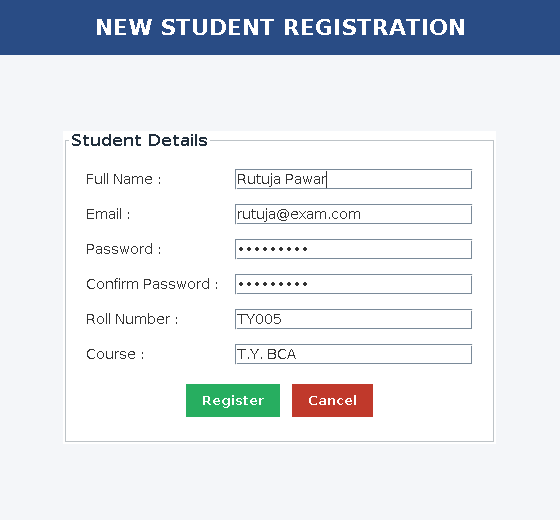 NEW STUDENT REGISTRATION
Student Details
Full Name : Rutuja Pawar
Email : rutuja@exam.com
Password : •••••••••
Confirm Password : •••••••••
Roll Number : TY005
Course : T.Y. BCA
Register Cancel